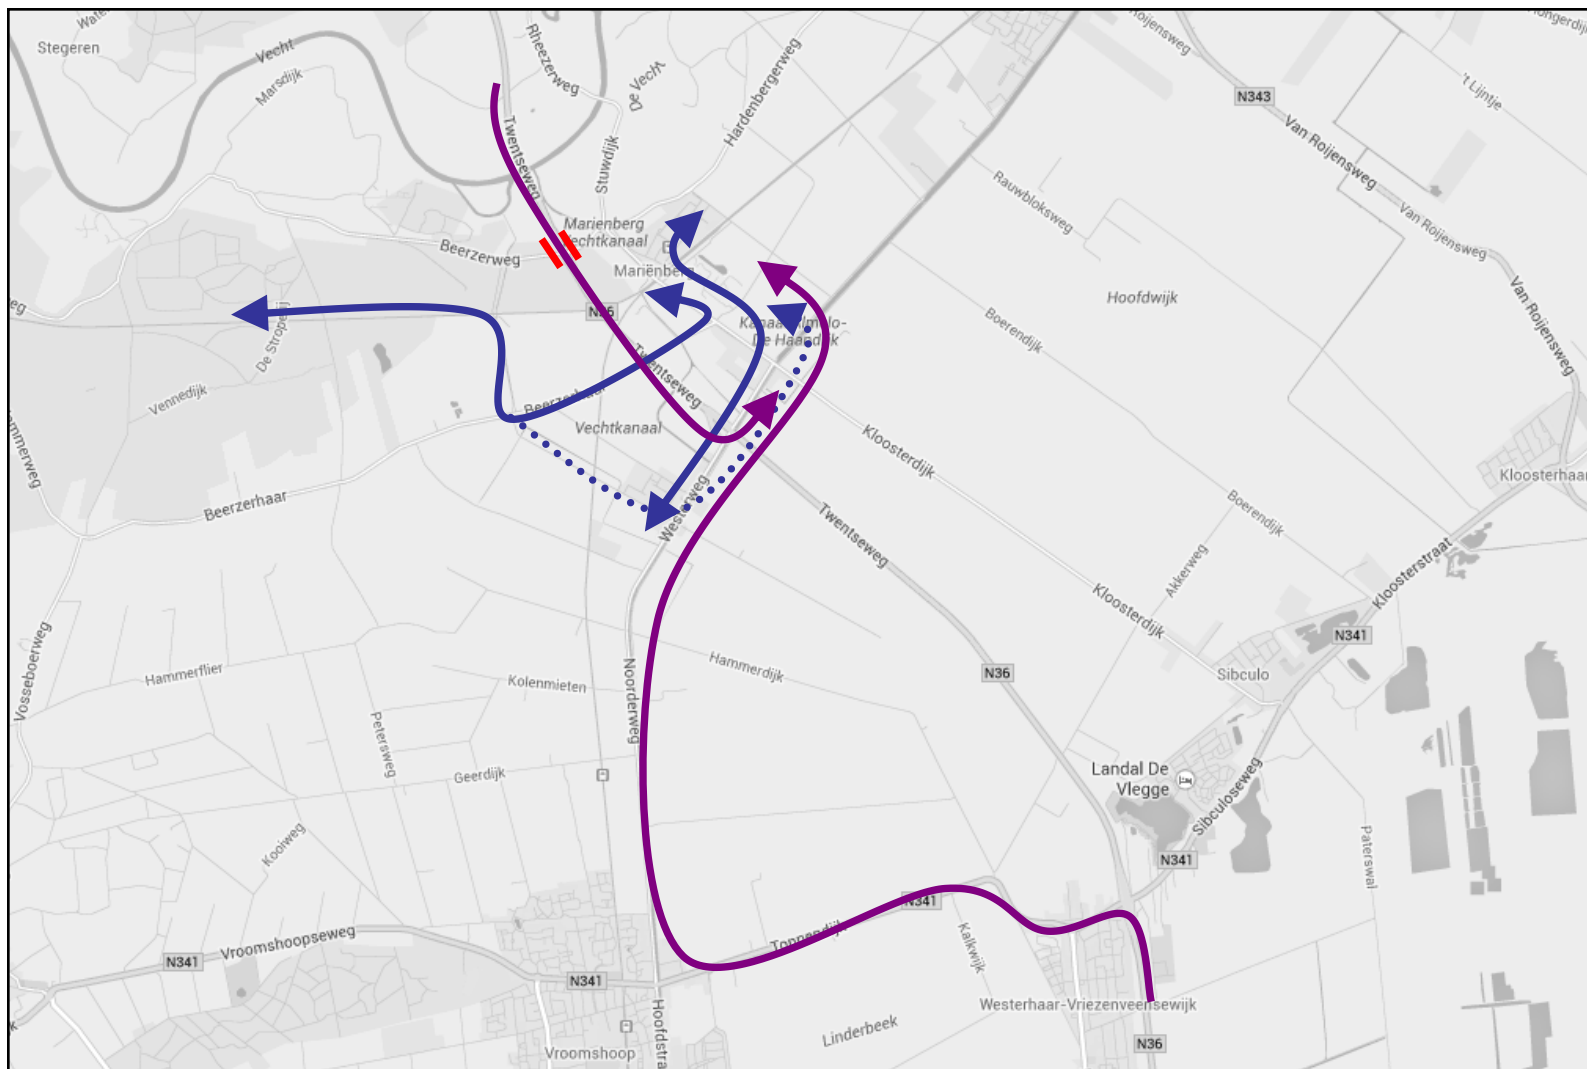 Stegeren
Vecht
Marsdijk
Rheezerweg
De Vecht
Hardenbergerweg
Roijensweg
't Lijntje
N343
Van Roijensweg
Twentseweg
Stuwdijk
Rauwbloksweg
Van Roijensweg
Marienberg
Vechtkanaal
Beerzerweg
Mariënberg
Hoofdwijk
Van Roijensweg
N36
De Stroperij
Boerendijk
De Haandrik
Vennedijk
Twentseweg
Beerzerhaar
Vechtkanaal
Kloosterdijk
Kloosterhaar
Beerzerhaar
Westerweg
Boerendijk
Twentseweg
Akkerweg
Kloosterstraat
Kloosterdijk
N341
Vosseboerweg
Hammerflier
Hammerdijk
Kolenmieten
N36
Sibculo
Noorderweg
Petersweg
Geerdijk
Landal De
Vlegge
Sibculoseweg
Kooiweg
N341
Paterswal
N341
Tonnendijk
Vroomshoopseweg
Kalkwijk
N341
N341
Westerhaar-Vriezenveensewijk
Hoofdstra
Linderbeek
Vroomshoop
N36